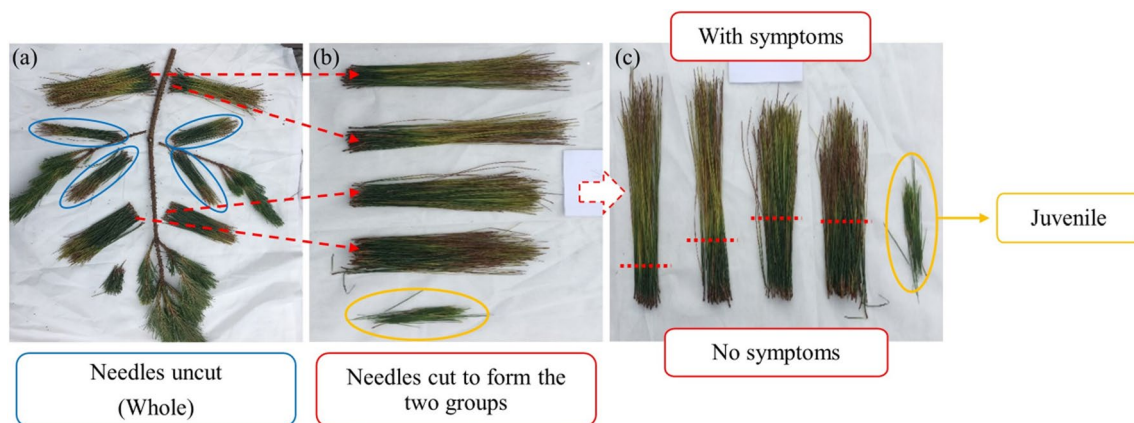 With symptoms
(a)
(b)
(c)
Juvenile
No symptoms
Needles uncut
(Whole)
Needles cut to form the
two groups